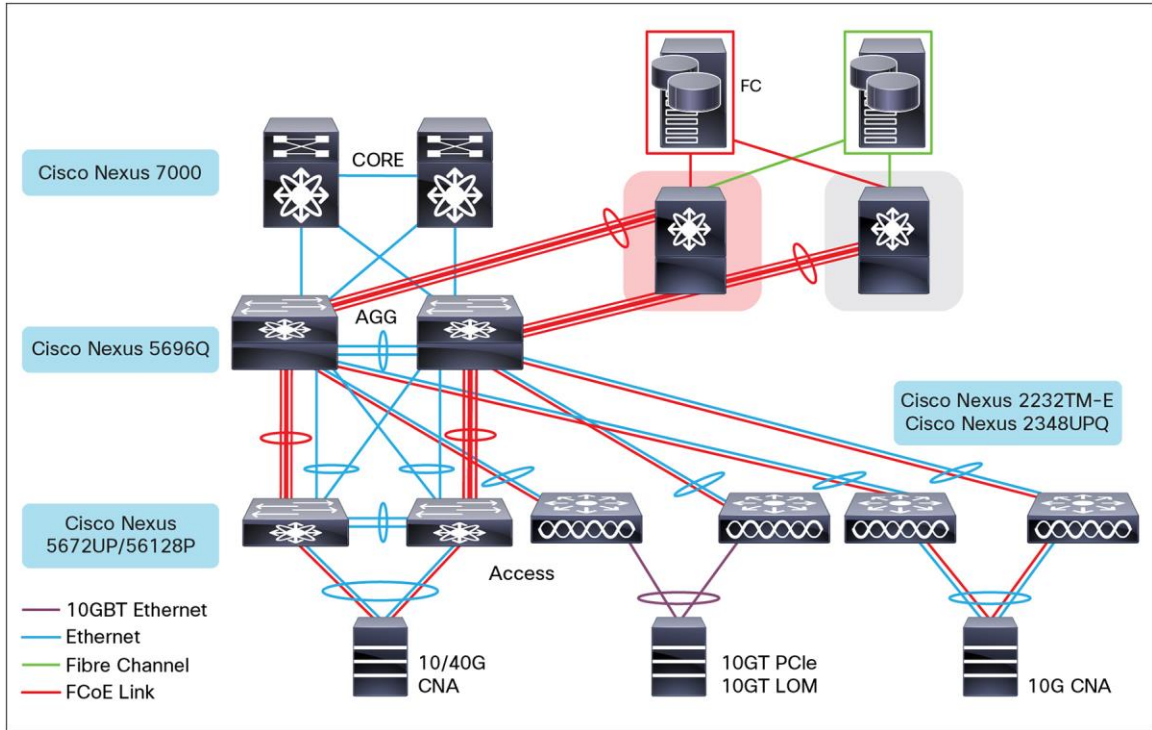 FC
CORE
Cisco Nexus 7000
AGG
Cisco Nexus 5696Q
Cisco Nexus 2232TM-E
Cisco Nexus 2348UPQ
Cisco Nexus
5672UP/56128P
Access
10GBT Ethernet
Ethernet
Fibre Channel
FCoE Link
10/40G
CNA
10GT PCIe
10GT LOM
10G CNA